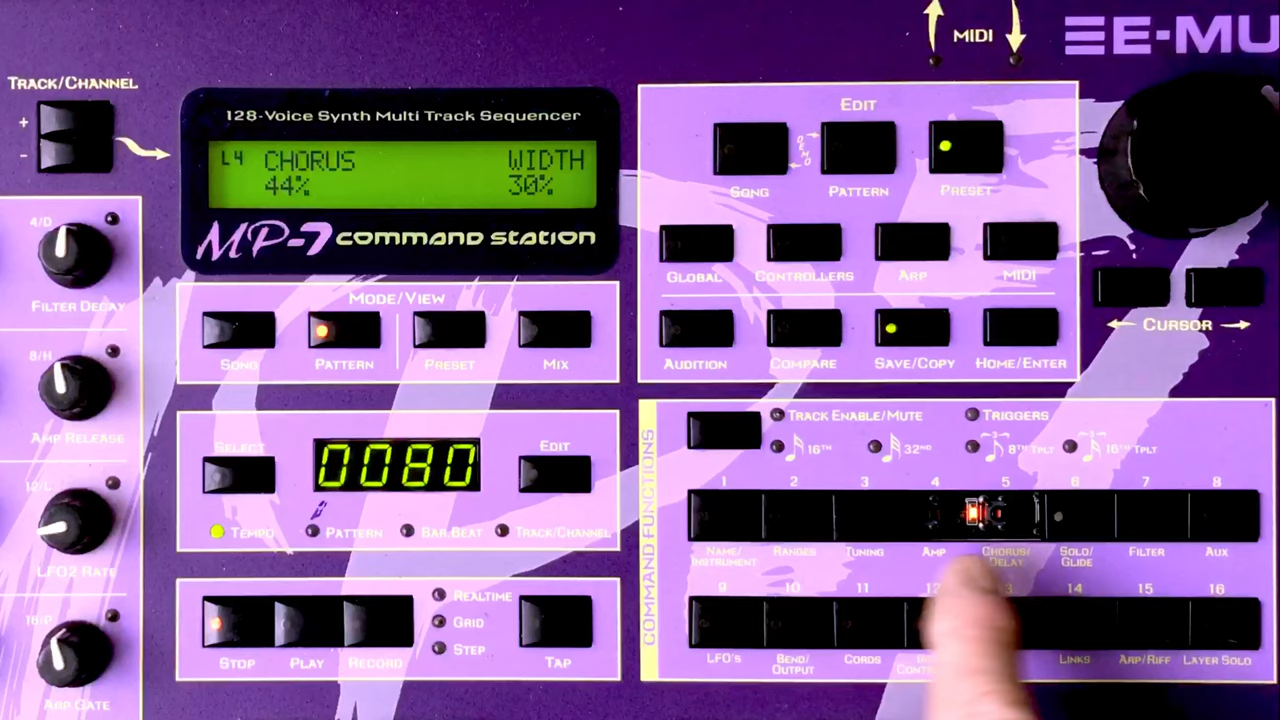 MIDI
E-MU
TRACK/CHANNEL
+
-
128-Voice Synth Multi Track Sequencer
L4 CHORUS WIDTH
44% 30%
MP-7 COMMAND STATION
EDIT
DEMO
SONG PATTERN PRESET
GLOBAL CONTROLLERS ARP MIDI
AUDITION COMPARE SAVE/COPY HOME/ENTER
CURSOR
4/D
FILTER DECAY
8/H
AMP RELEASE
12/L
LFO2 RATE
16/P
ARP GATE
MODE/VIEW
SONG PATTERN PRESET MIX
SELECT EDIT
0080
TEMPO PATTERN BAR.BEAT TRACK/CHANNEL
REALTIME
GRID
STEP
STOP PLAY RECORD TAP
COMMAND FUNCTIONS
TRACK ENABLE/MUTE TRIGGERS
16TH 32ND 3 8TH TPLT 3 16TH TPLT
1 2 3 4 5 6 7 8
NAME/INSTRUMENT RANGES TUNING AMP CHORUS/DELAY SOLO/GLIDE FILTER AUX
9 10 11 14 15 16
LFO'S BEND/OUTPUT CORDS LINKS ARP/RIFF LAYER SOLO